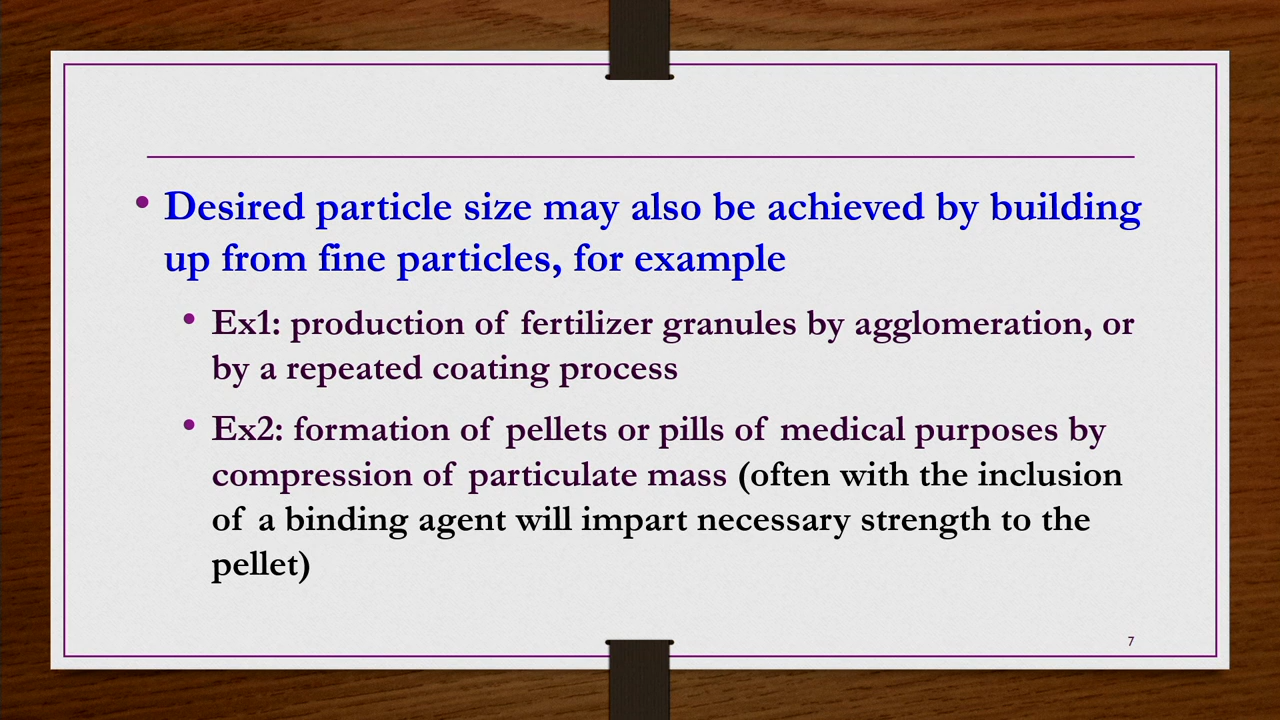 • Desired particle size may also be achieved by building
up from fine particles, for example
• Ex1: production of fertilizer granules by agglomeration, or
by a repeated coating process
• Ex2: formation of pellets or pills of medical purposes by
compression of particulate mass (often with the inclusion
of a binding agent will impart necessary strength to the
pellet)
7